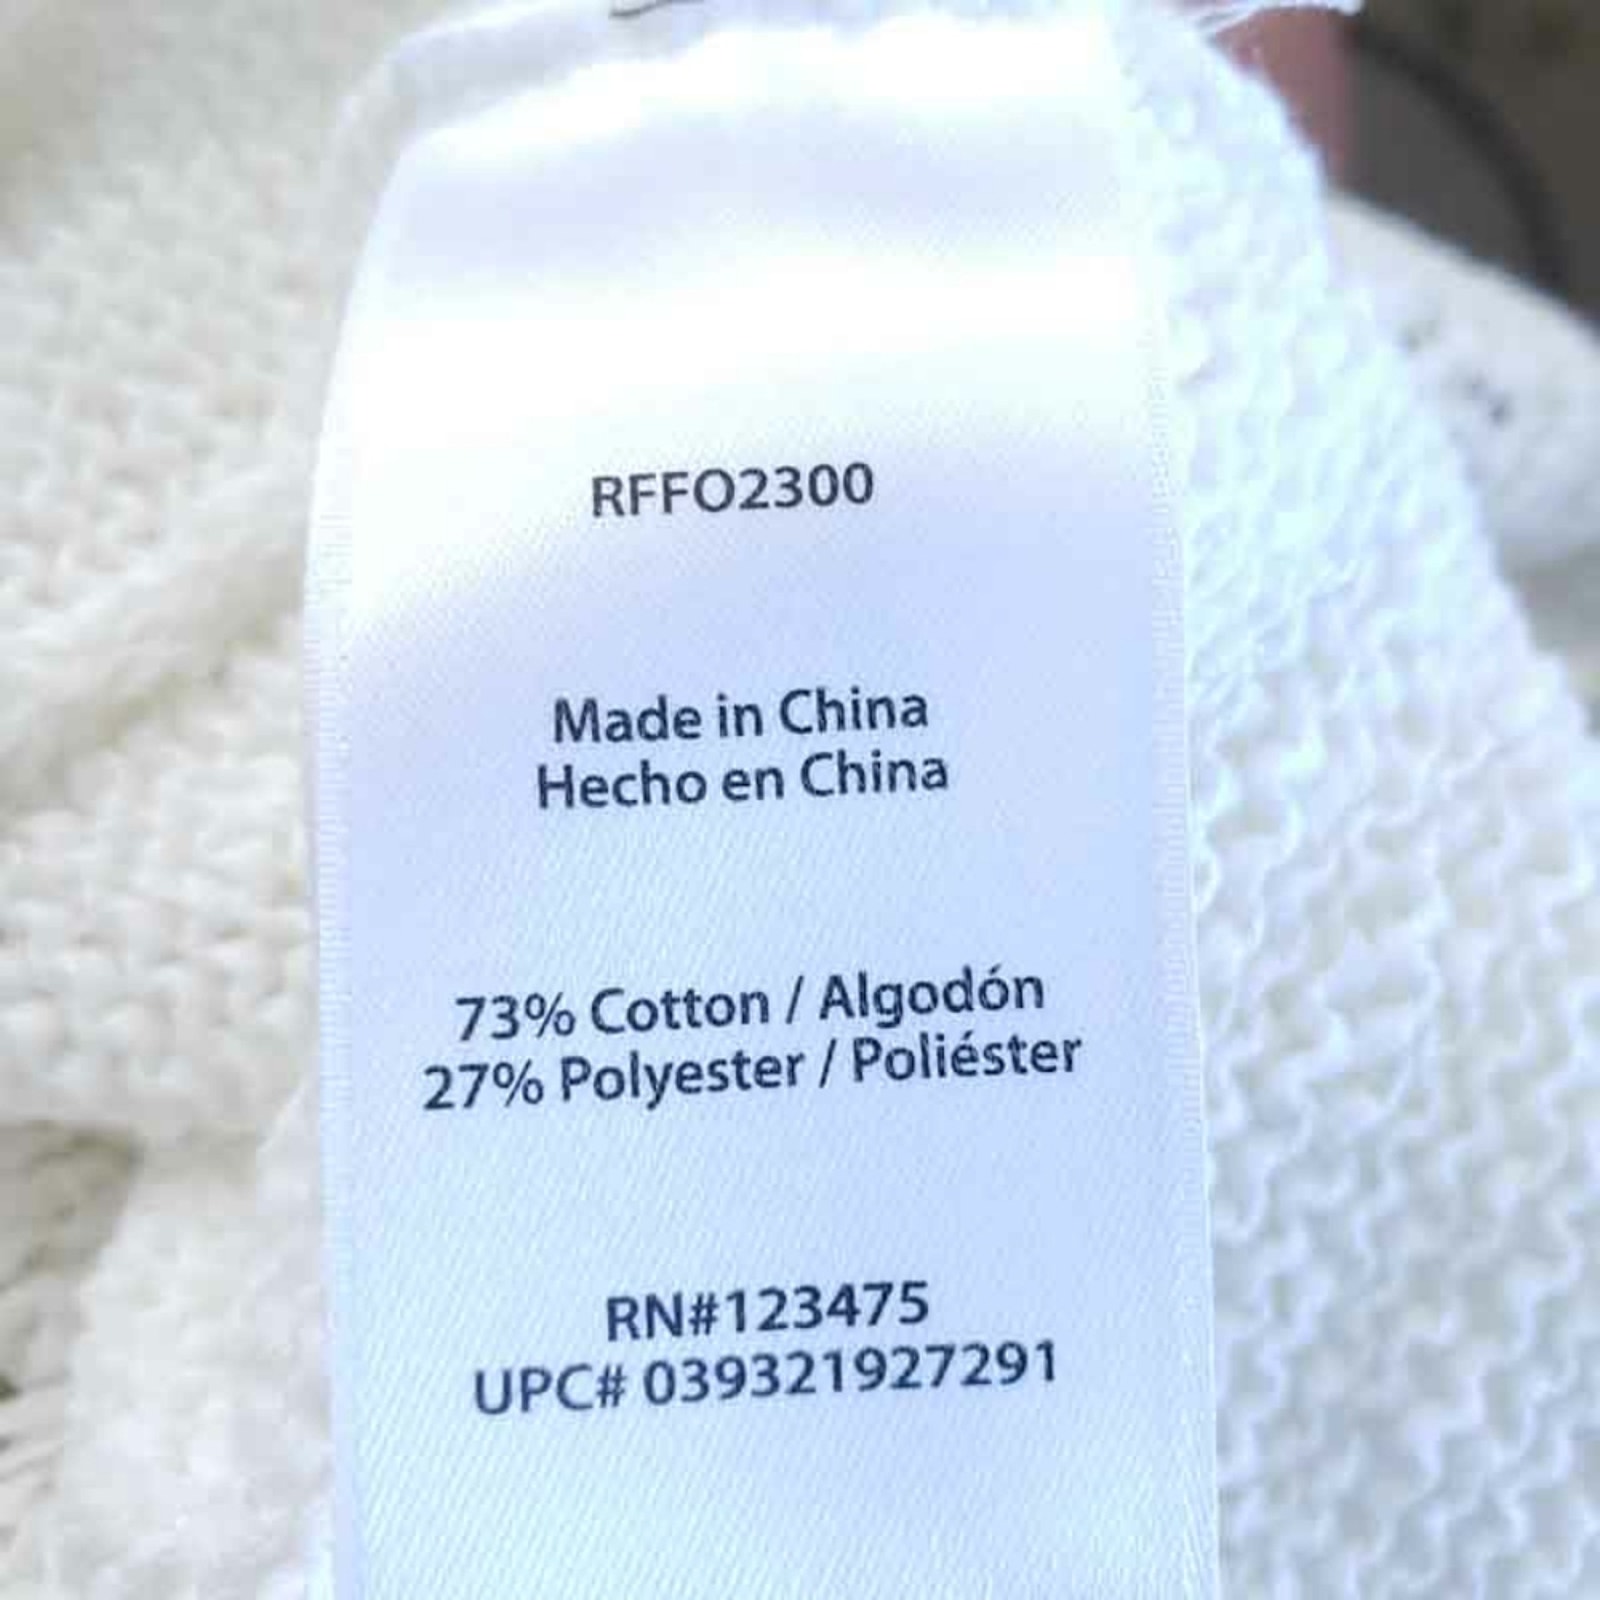 RFFO2300
Made in China
Hecho en China
73% Cotton / Algodón
27% Polyester / Poliéster
RN#123475
UPC# 039321927291